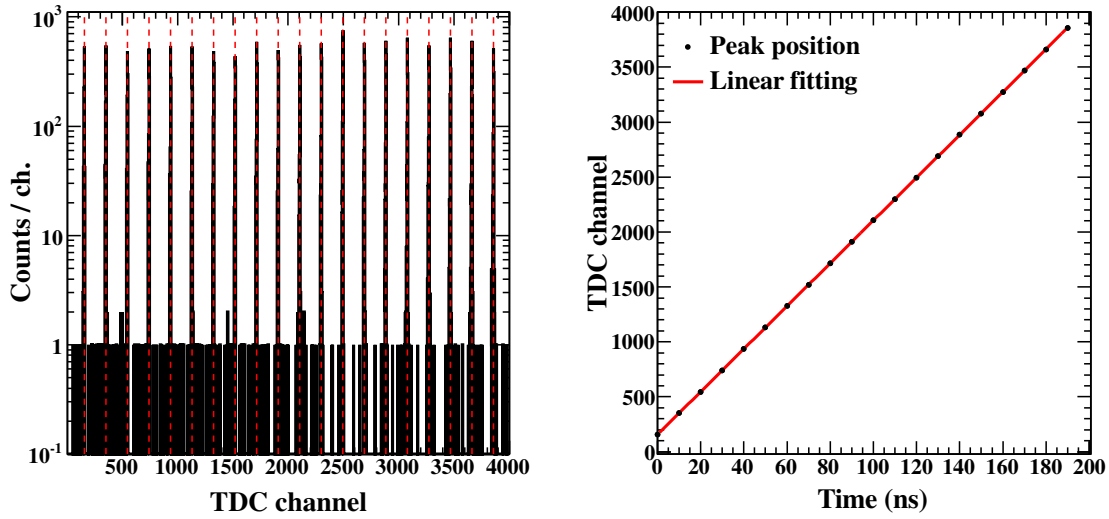 10³
10²
10
1
10⁻¹
Counts / ch.
500 1000 1500 2000 2500 3000 3500 4000
TDC channel
4000
3500
3000
2500
2000
1500
1000
500
0
TDC channel
Peak position
Linear fitting
0 20 40 60 80 100 120 140 160 180 200
Time (ns)